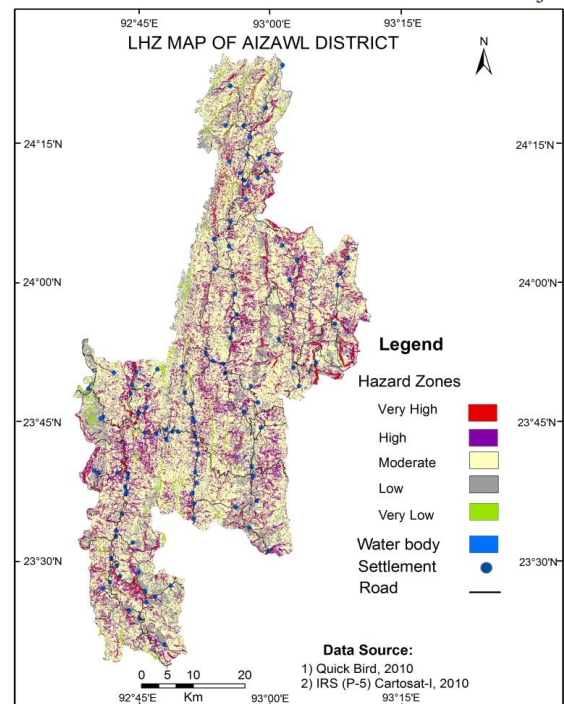 92°45'E 93°00'E 93°15'E
LHZ MAP OF AIZAWL DISTRICT
N
24°15'N 24°15'N
24°00'N 24°00'N
Legend
Hazard Zones
Very High
High
23°45'N 23°45'N
Moderate
Low
Very Low
Water body
23°30'N 23°30'N
Settlement
Road
Data Source:
1) Quick Bird, 2010
2) IRS (P-5) Cartosat-I, 2010
0 5 10 20
Km
92°45'E 93°00'E 93°15'E